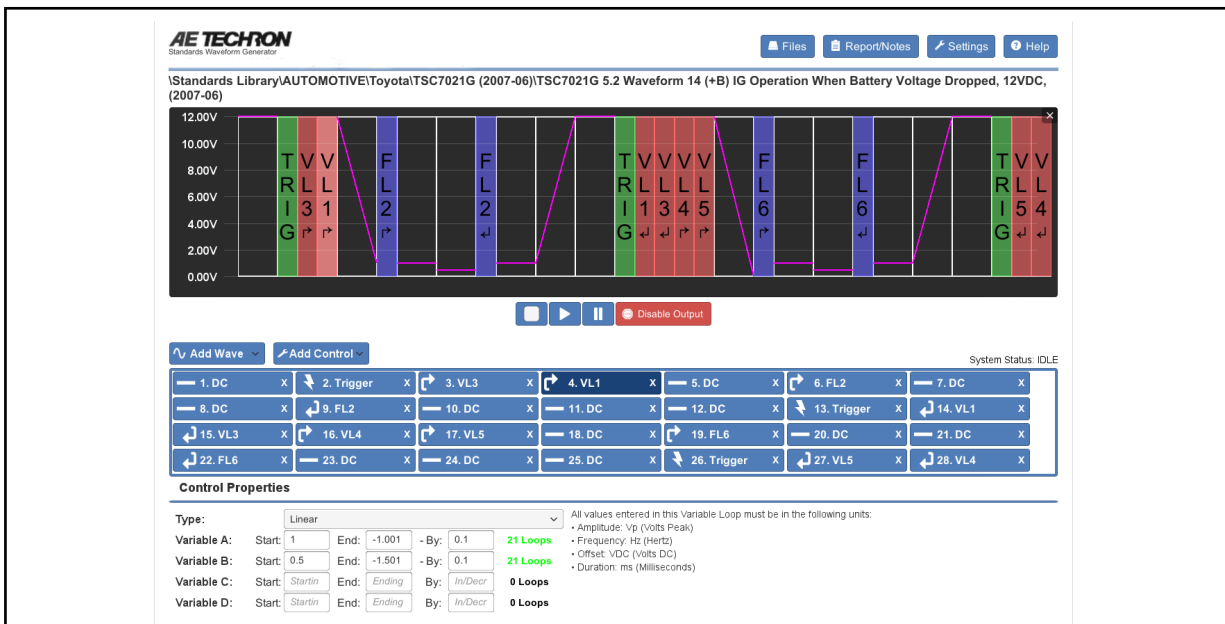 AE TECHRON
Standards Waveform Generator
Files
Report/Notes
Settings
Help
\Standards Library\AUTOMOTIVE\Toyota\TSC7021G (2007-06)\TSC7021G 5.2 Waveform 14 (+B) IG Operation When Battery Voltage Dropped, 12VDC,
(2007-06)
12.00V
10.00V
8.00V
6.00V
4.00V
2.00V
0.00V
TRIG
VL3
VL1
FL2
FL2
TRIG
VL1
VL3
VL4
VL5
FL6
FL6
TRIG
VL5
VL4
Disable Output
Add Wave
Add Control
System Status: IDLE
1. DC x
2. Trigger x
3. VL3 x
4. VL1 x
5. DC x
6. FL2 x
7. DC x
8. DC x
9. FL2 x
10. DC x
11. DC x
12. DC x
13. Trigger x
14. VL1 x
15. VL3 x
16. VL4 x
17. VL5 x
18. DC x
19. FL6 x
20. DC x
21. DC x
22. FL6 x
23. DC x
24. DC x
25. DC x
26. Trigger x
27. VL5 x
28. VL4 x
Control Properties
Type: Linear
Variable A: Start: 1 End: -1.001 - By: 0.1 21 Loops
Variable B: Start: 0.5 End: -1.501 - By: 0.1 21 Loops
Variable C: Start: Startin End: Ending By: In/Decr 0 Loops
Variable D: Start: Startin End: Ending By: In/Decr 0 Loops
All values entered in this Variable Loop must be in the following units:
• Amplitude: Vp (Volts Peak)
• Frequency: Hz (Hertz)
• Offset: VDC (Volts DC)
• Duration: ms (Milliseconds)